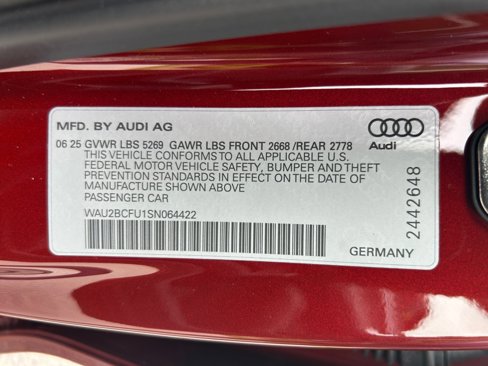 MFD. BY AUDI AG
Audi
06 25 GVWR LBS 5269 GAWR LBS FRONT 2668 /REAR 2778
THIS VEHICLE CONFORMS TO ALL APPLICABLE U.S.
FEDERAL MOTOR VEHICLE SAFETY, BUMPER AND THEFT
PREVENTION STANDARDS IN EFFECT ON THE DATE OF
MANUFACTURE SHOWN ABOVE
PASSENGER CAR
WAU2BCFU1SN064422
GERMANY
2442648